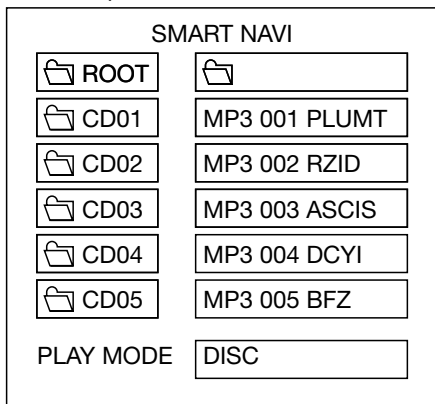 SMART NAVI
ROOT
CD01 MP3 001 PLUMT
CD02 MP3 002 RZID
CD03 MP3 003 ASCIS
CD04 MP3 004 DCYI
CD05 MP3 005 BFZ
PLAY MODE DISC